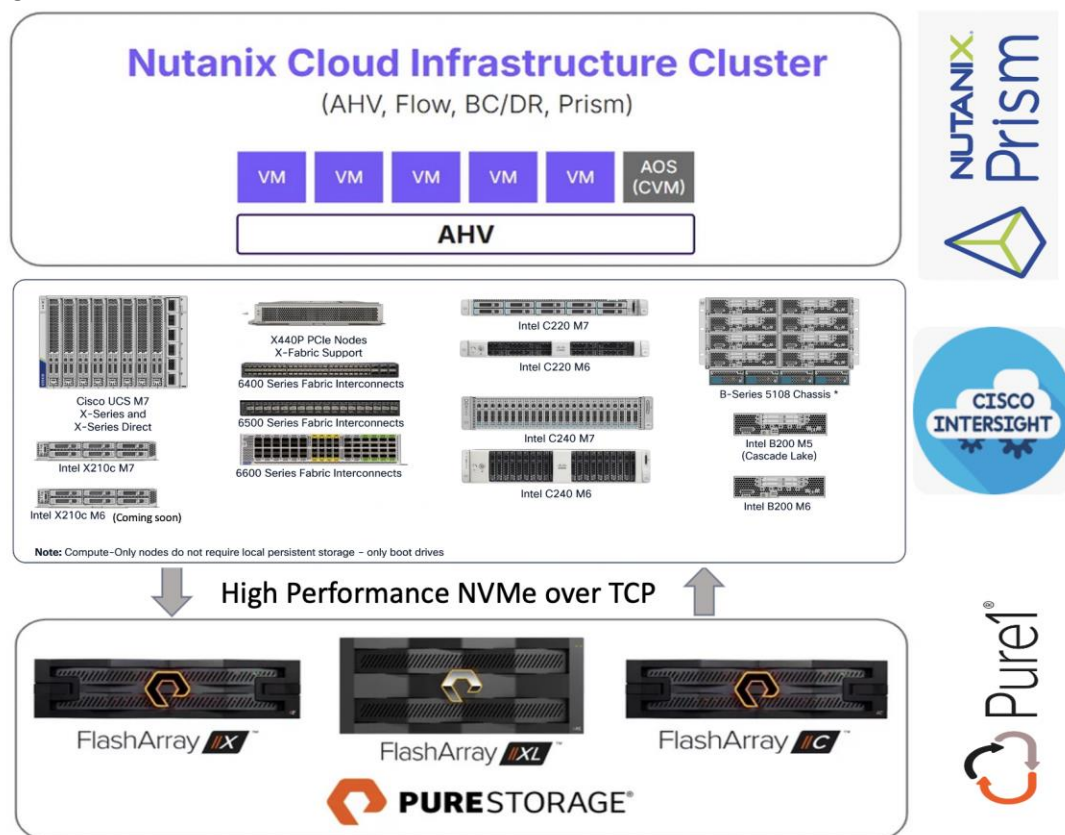 Nutanix Cloud Infrastructure Cluster
(AHV, Flow, BC/DR, Prism)
VM
VM
VM
VM
VM
AOS
(CVM)
AHV
NUTANIX
Prism
Cisco UCS M7
X-Series and
X-Series Direct
Intel X210c M7
Intel X210c M6 (Coming soon)
X440P PCIe Nodes
X-Fabric Support
6400 Series Fabric Interconnects
6500 Series Fabric Interconnects
6600 Series Fabric Interconnects
Intel C220 M7
Intel C220 M6
Intel C240 M7
Intel C240 M6
B-Series 5108 Chassis *
Intel B200 M5
(Cascade Lake)
Intel B200 M6
Note: Compute-Only nodes do not require local persistent storage – only boot drives
CISCO
INTERSIGHT
High Performance NVMe over TCP
FlashArray //X™
FlashArray //XL™
FlashArray //C™
PURESTORAGE®
Pure1®